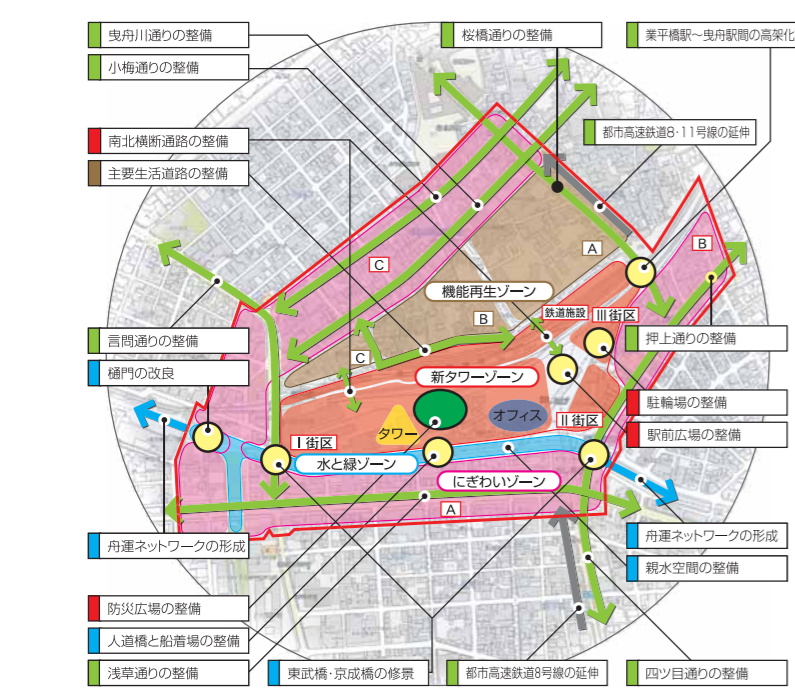 曳舟川通りの整備
桜橋通りの整備
業平橋駅〜曳舟駅間の高架化
小梅通りの整備
都市高速鉄道8・11号線の延伸
南北横断通路の整備
主要生活道路の整備
A
B
C
機能再生ゾーン
鉄道施設
III街区
B
言問通りの整備
押上通りの整備
C
樋門の改良
新タワーゾーン
駐輪場の整備
オフィス
タワー
II街区
駅前広場の整備
I街区
水と緑ゾーン
にぎわいゾーン
A
舟運ネットワークの形成
舟運ネットワークの形成
親水空間の整備
防災広場の整備
人道橋と船着場の整備
浅草通りの整備
東武橋・京成橋の修景
都市高速鉄道8号線の延伸
四ツ目通りの整備